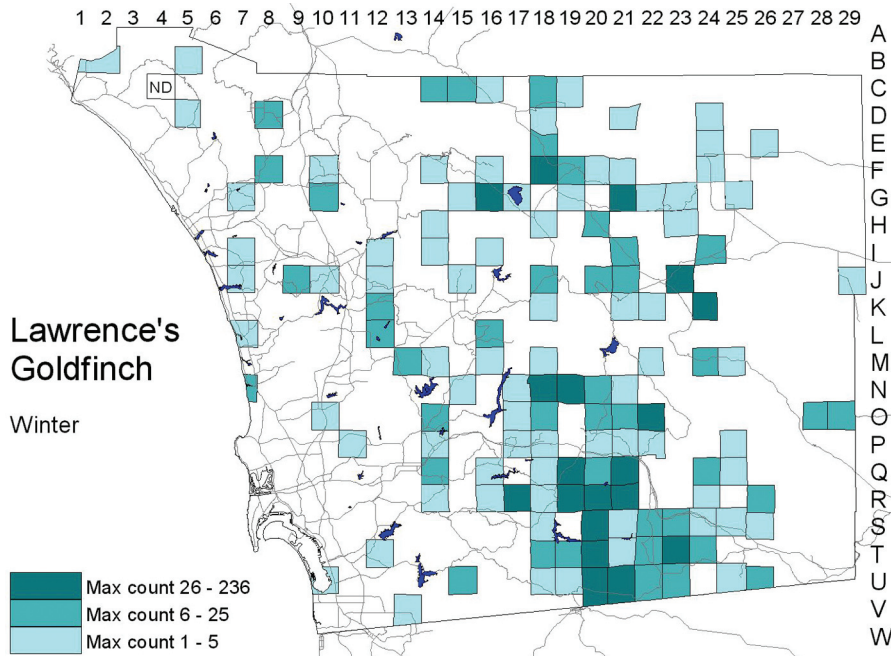 1 2 3 4 5 6 7 8 9 10 11 12 13 14 15 16 17 18 19 20 21 22 23 24 25 26 27 28 29
A
B
C
ND
D
E
F
G
H
I
J
K
L
M
N
O
P
Q
R
S
T
U
V
W
Lawrence's
Goldfinch
Winter
Max count 26 - 236
Max count 6 - 25
Max count 1 - 5